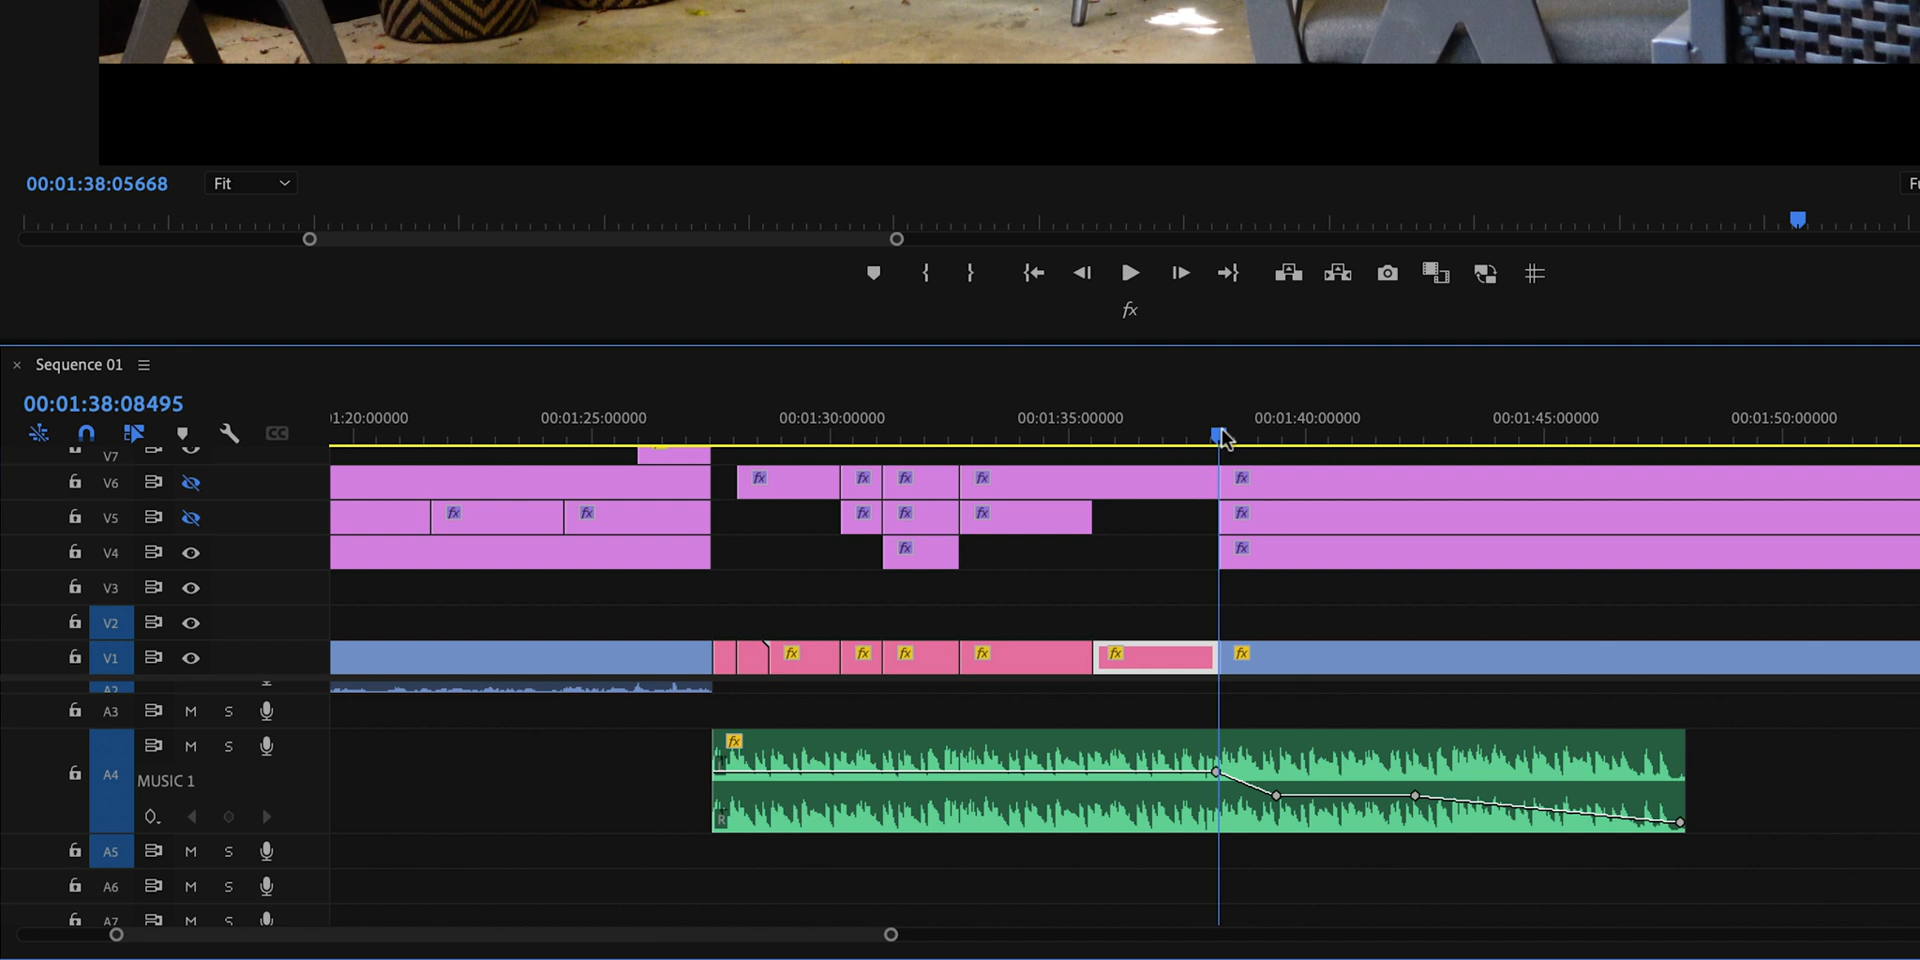 00:01:38:05668 Fit
fx
Sequence 01
00:01:38:08495
01:20:00000 00:01:25:00000 00:01:30:00000 00:01:35:00000 00:01:40:00000 00:01:45:00000 00:01:50:00000
CC
V7
V6 fx fx fx fx fx
V5 fx fx fx fx fx fx
V4 fx fx
V3
V2
V1 fx fx fx fx fx fx
A2
A3 M S
fx
A4 M S
MUSIC 1
R
A5 M S
A6 M S
A7 M S